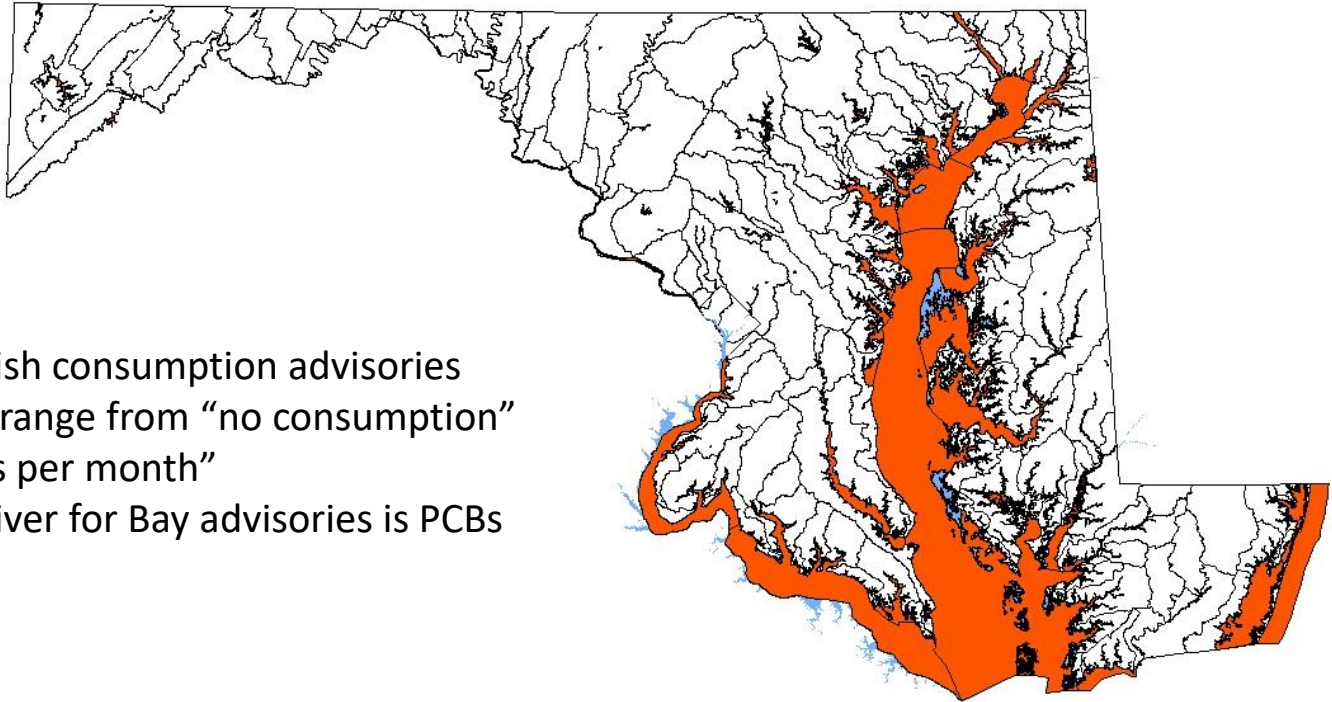 ish consumption advisories
range from “no consumption”
s per month”
iver for Bay advisories is PCBs